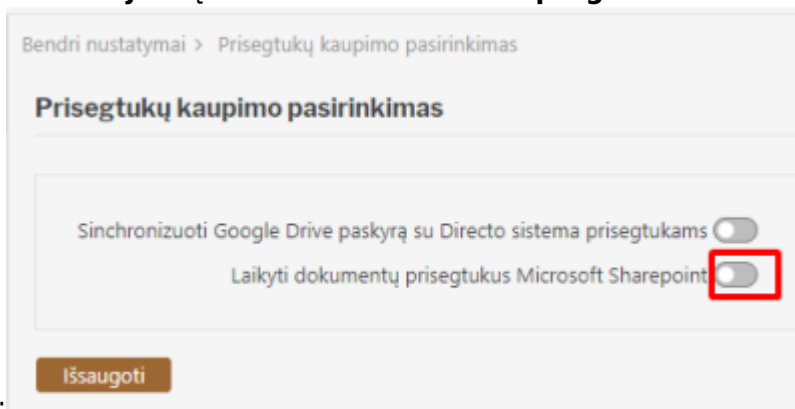 Bendri nustatymai > Prisegtukų kaupimo pasirinkimas
Prisegtukų kaupimo pasirinkimas
Sinchronizuoti Google Drive paskyrą su Directo sistema prisegtukams
Laikyti dokumentų prisegtukus Microsoft Sharepoint
Išsaugoti
.